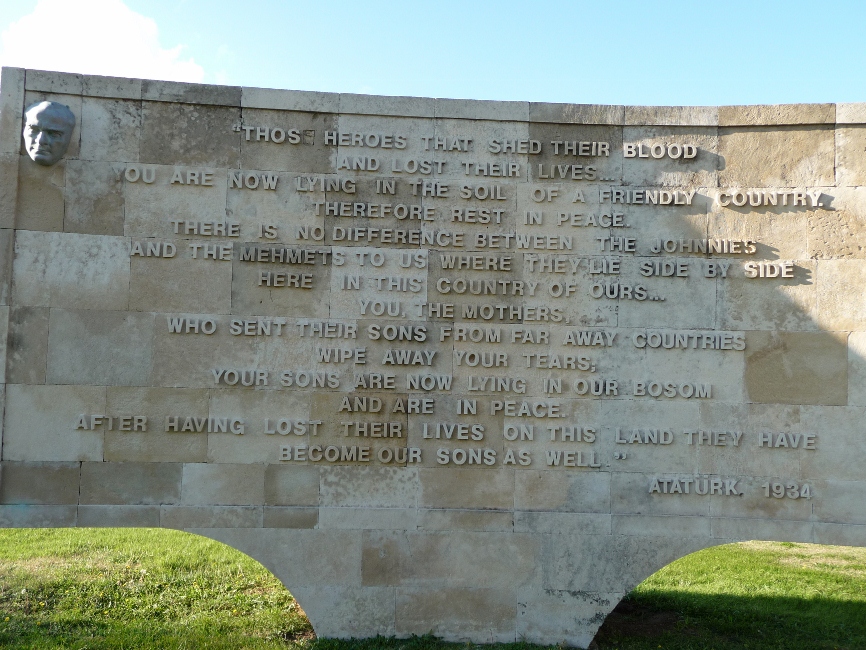 "THOSE HEROES THAT SHED THEIR BLOOD
AND LOST THEIR LIVES...
YOU ARE NOW LYING IN THE SOIL OF A FRIENDLY COUNTRY.
THEREFORE REST IN PEACE.
THERE IS NO DIFFERENCE BETWEEN THE JOHNNIES
AND THE MEHMETS TO US WHERE THEY LIE SIDE BY SIDE
HERE IN THIS COUNTRY OF OURS...
YOU, THE MOTHERS,
WHO SENT THEIR SONS FROM FAR AWAY COUNTRIES
WIPE AWAY YOUR TEARS;
YOUR SONS ARE NOW LYING IN OUR BOSOM
AND ARE IN PEACE.
AFTER HAVING LOST THEIR LIVES ON THIS LAND THEY HAVE
BECOME OUR SONS AS WELL."
ATATÜRK. 1934